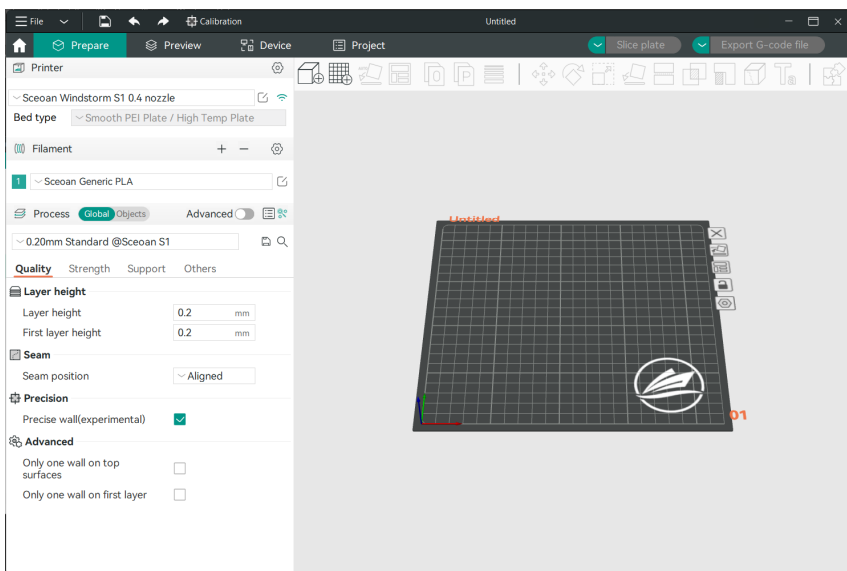 File
Calibration
Untitled
Prepare
Preview
Device
Project
Slice plate
Export G-code file
Printer
Sceoan Windstorm S1 0.4 nozzle
Bed type
Smooth PEI Plate / High Temp Plate
Filament
1
Sceoan Generic PLA
Process
Global
Objects
Advanced
0.20mm Standard @Sceoan S1
Quality
Strength
Support
Others
Layer height
Layer height
0.2
mm
First layer height
0.2
mm
Seam
Seam position
Aligned
Precision
Precise wall(experimental)
Advanced
Only one wall on top
surfaces
Only one wall on first layer
Untitled
01